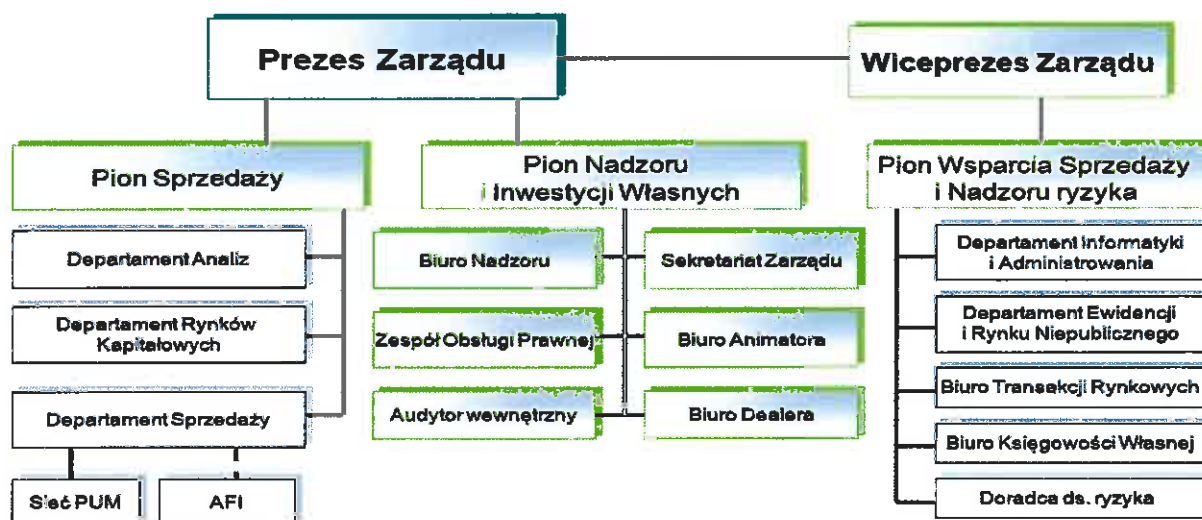 Prezes Zarządu
Wiceprezes Zarządu
Pion Sprzedaży
Pion Nadzoru
i Inwestycji Własnych
Pion Wsparcia Sprzedaży
i Nadzoru ryzyka
Departament Analiz
Departament Rynków
Kapitałowych
Departament Sprzedaży
Sieć PUM
AFI
Biuro Nadzoru
Sekretariat Zarządu
Zespół Obsługi Prawnej
Biuro Animatora
Audytor wewnętrzny
Biuro Dealera
Departament Informatyki
i Administrowania
Departament Ewidencji
i Rynku Niepublicznego
Biuro Transakcji Rynkowych
Biuro Księgowości Własnej
Doradca ds. ryzyka